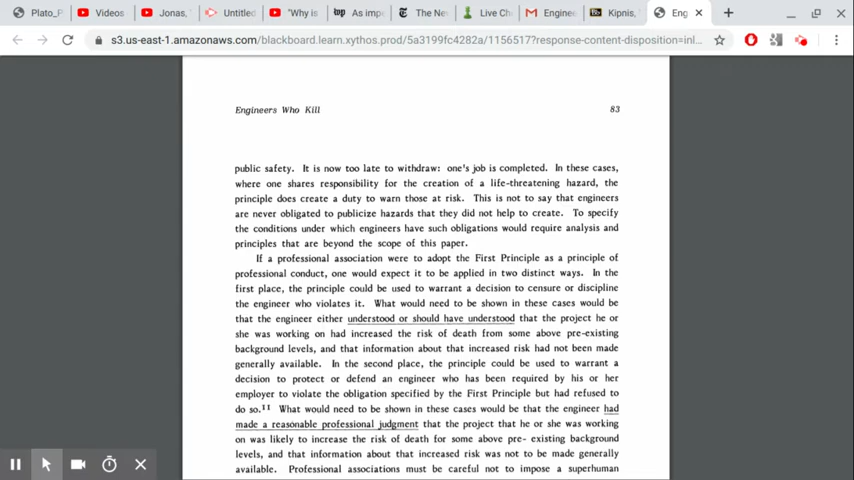 Plato_P
Videos
Jonas,
Untitled
"Why is
As imp
The Ne
Live Ch
Enginee
Kipnis,
Eng
s3.us-east-1.amazonaws.com/blackboard.learn.xythos.prod/5a3199fc4282a/1156517?response-content-disposition=inl...
Engineers Who Kill
83
public safety. It is now too late to withdraw: one's job is completed. In these cases,
where one shares responsibility for the creation of a life-threatening hazard, the
principle does create a duty to warn those at risk. This is not to say that engineers
are never obligated to publicize hazards that they did not help to create. To specify
the conditions under which engineers have such obligations would require analysis and
principles that are beyond the scope of this paper.
If a professional association were to adopt the First Principle as a principle of
professional conduct, one would expect it to be applied in two distinct ways. In the
first place, the principle could be used to warrant a decision to censure or discipline
the engineer who violates it. What would need to be shown in these cases would be
that the engineer either understood or should have understood that the project he or
she was working on had increased the risk of death from some above pre-existing
background levels, and that information about that increased risk had not been made
generally available. In the second place, the principle could be used to warrant a
decision to protect or defend an engineer who has been required by his or her
employer to violate the obligation specified by the First Principle but had refused to
do so.11 What would need to be shown in these cases would be that the engineer had
made a reasonable professional judgment that the project that he or she was working
on was likely to increase the risk of death for some above pre- existing background
levels, and that information about that increased risk was not to be made generally
available. Professional associations must be careful not to impose a superhuman